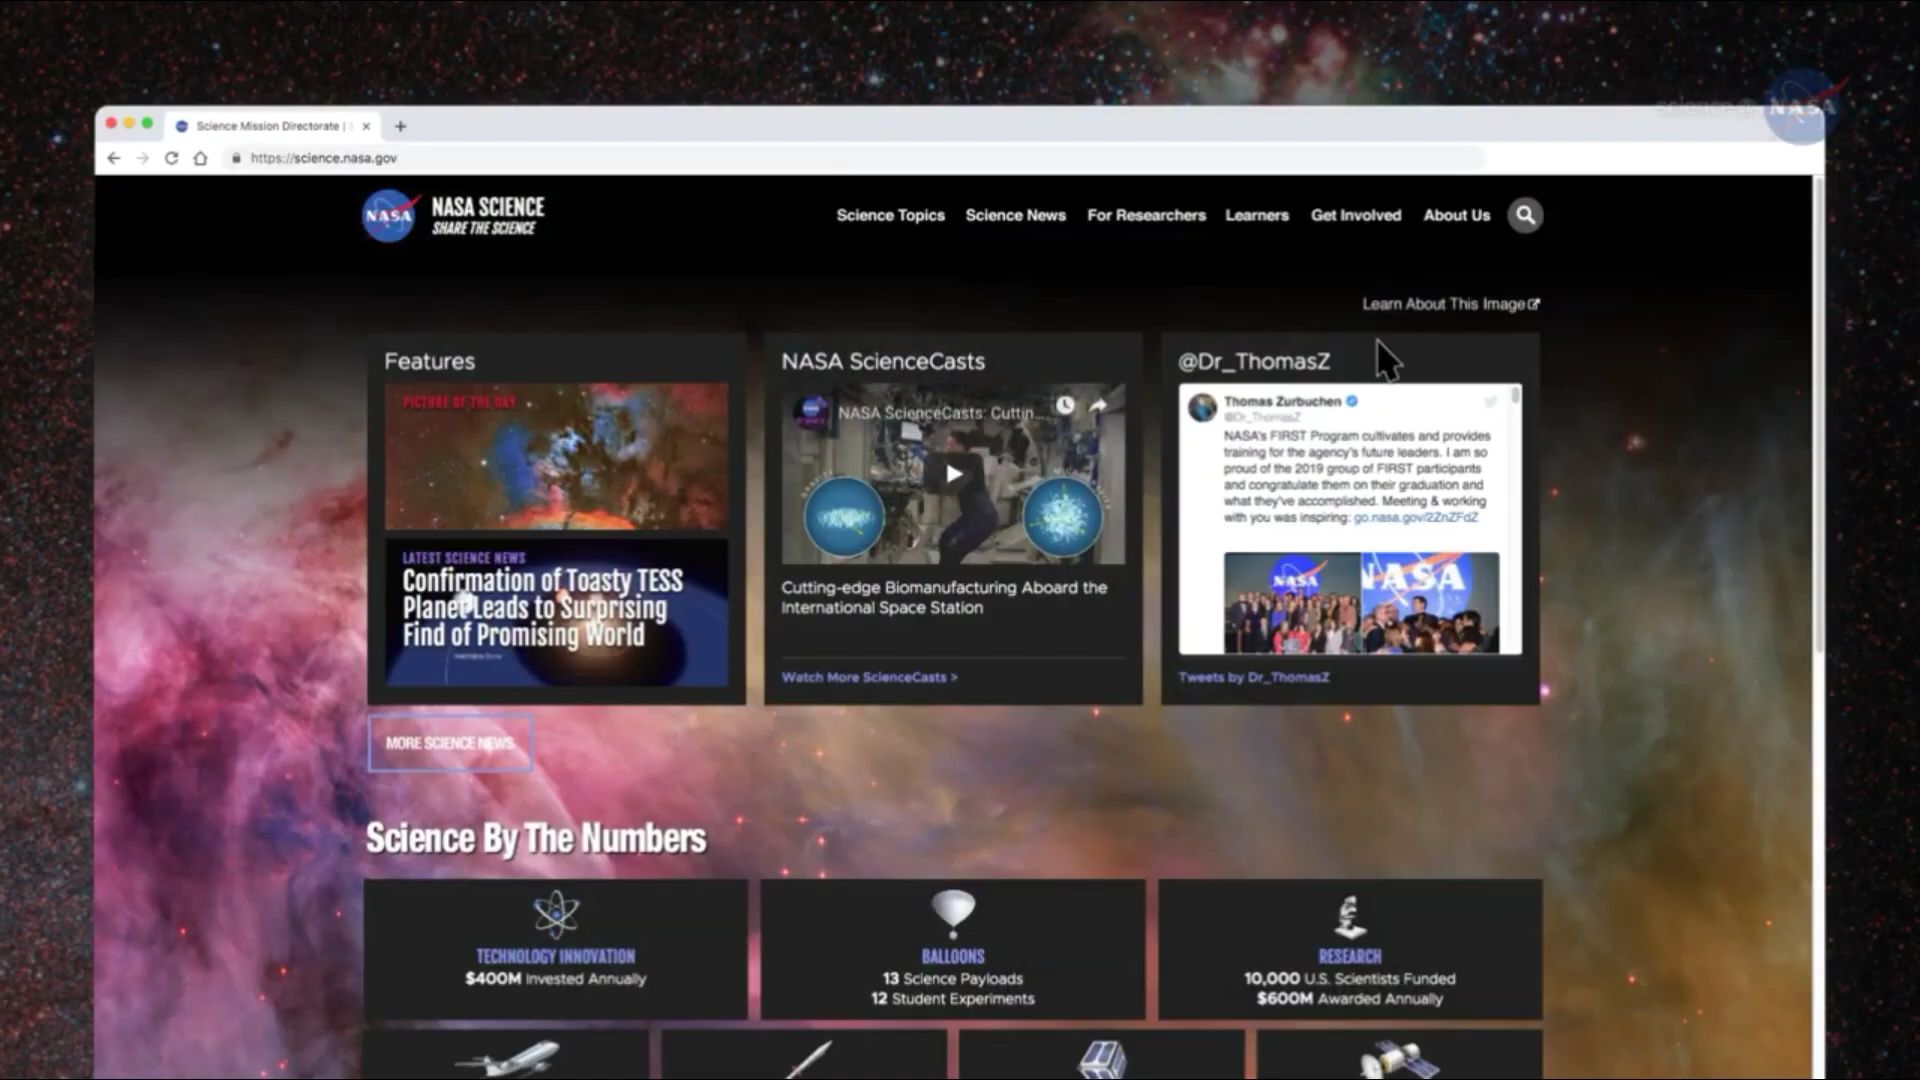 science@ NASA
Science Mission Directorate |
https://science.nasa.gov
NASA
NASA SCIENCE
SHARE THE SCIENCE
Science Topics Science News For Researchers Learners Get Involved About Us
Learn About This Image
Features
PICTURE OF THE DAY
LATEST SCIENCE NEWS
Confirmation of Toasty TESS
Planet Leads to Surprising
Find of Promising World
NASA ScienceCasts
NASA ScienceCasts: Cuttin...
Cutting-edge Biomanufacturing Aboard the
International Space Station
Watch More ScienceCasts >
@Dr_ThomasZ
Thomas Zurbuchen
@Dr_ThomasZ
NASA's FIRST Program cultivates and provides
training for the agency's future leaders. I am so
proud of the 2019 group of FIRST participants
and congratulate them on their graduation and
what they've accomplished. Meeting & working
with you was inspiring: go.nasa.gov/2ZnZFdZ
NASA
NASA
Tweets by Dr_ThomasZ
MORE SCIENCE NEWS
Science By The Numbers
TECHNOLOGY INNOVATION
$400M Invested Annually
BALLOONS
13 Science Payloads
12 Student Experiments
RESEARCH
10,000 U.S. Scientists Funded
$600M Awarded Annually